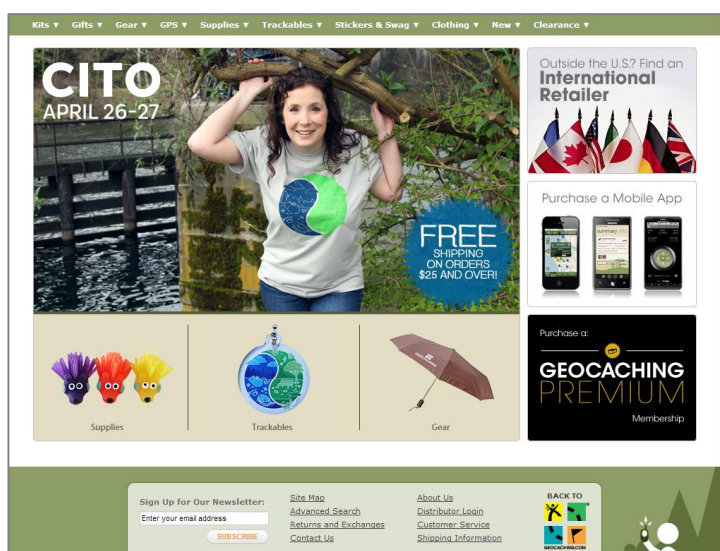 Kits ▼ Gifts ▼ Gear ▼ GPS ▼ Supplies ▼ Trackables ▼ Stickers & Swag ▼ Clothing ▼ New ▼ Clearance ▼
CITO
APRIL 26-27
FREE
SHIPPING
ON ORDERS
$25 AND OVER!
Outside the U.S.? Find an
International
Retailer
Purchase a Mobile App
summary info
Purchase a:
GEOCACHING
PREMIUM
Membership
Supplies
Trackables
Gear
Sign Up for Our Newsletter:
Enter your email address
SUBSCRIBE
Site Map
Advanced Search
Returns and Exchanges
Contact Us
About Us
Distributor Login
Customer Service
Shipping Information
BACK TO
GEOCACHING.COM